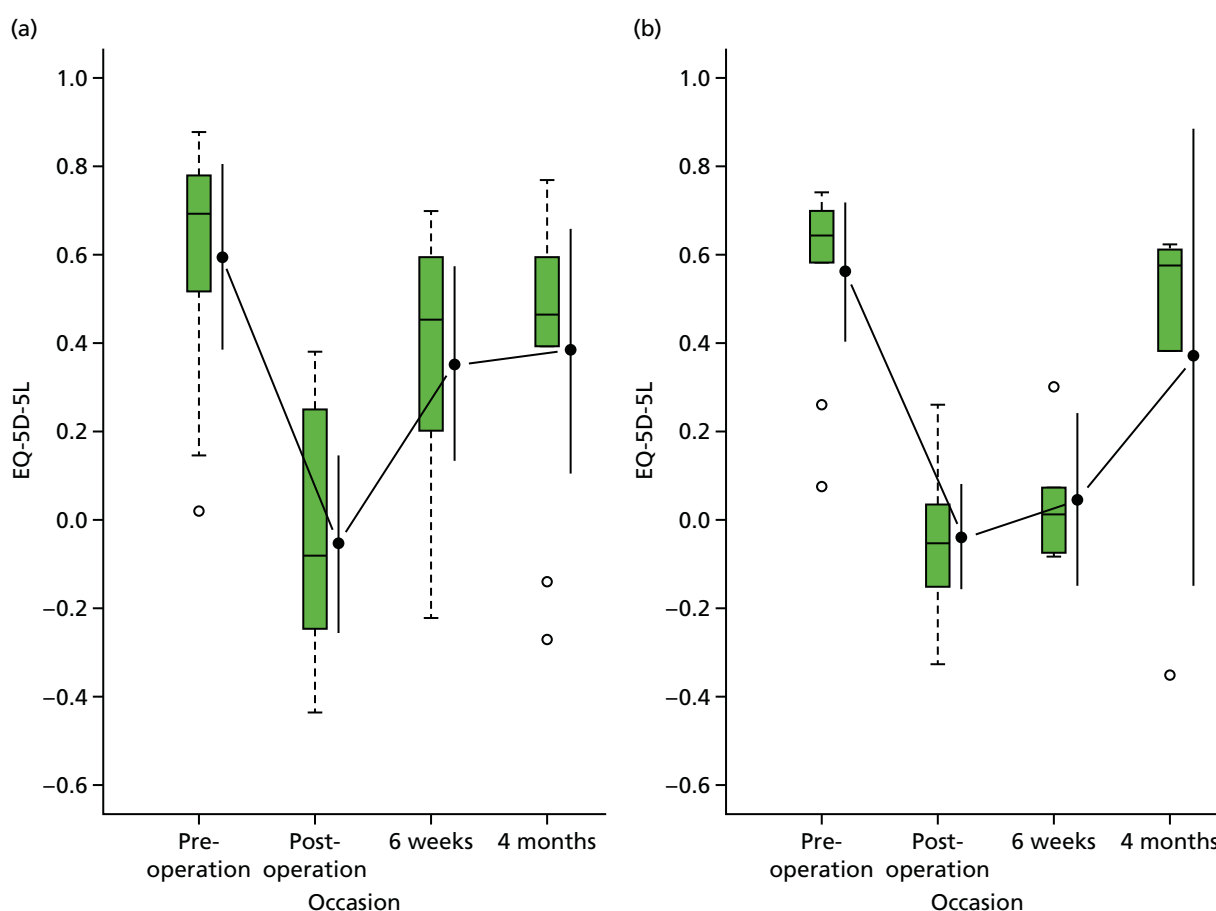 (a)
EQ-5D-5L
1.0
0.8
0.6
0.4
0.2
0.0
−0.2
−0.4
−0.6
Pre-
operation
Post-
operation
6 weeks
4 months
Occasion
(b)
EQ-5D-5L
1.0
0.8
0.6
0.4
0.2
0.0
−0.2
−0.4
−0.6
Pre-
operation
Post-
operation
6 weeks
4 months
Occasion